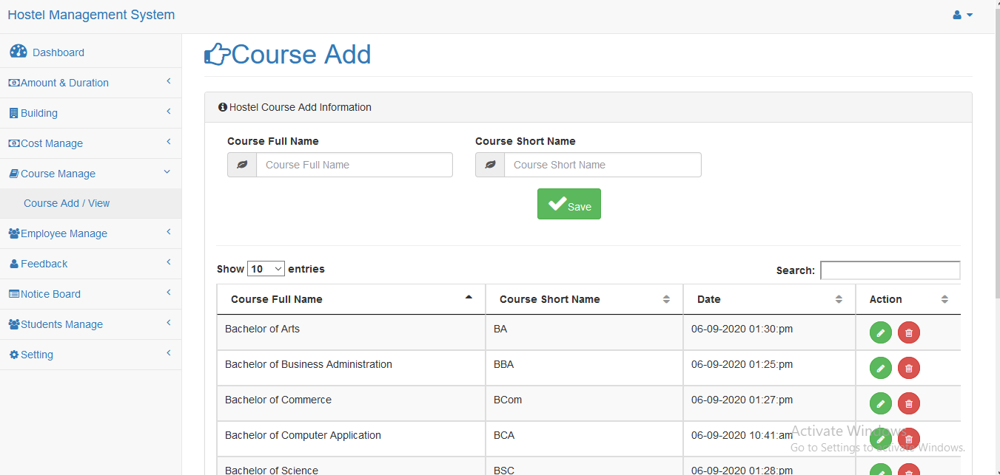 Hostel Management System
Dashboard
Amount & Duration
Building
Cost Manage
Course Manage
Course Add / View
Employee Manage
Feedback
Notice Board
Students Manage
Setting
Course Add
Hostel Course Add Information
Course Full Name Course Short Name
Course Full Name Course Short Name
Save
Show 10 entries Search:
Course Full Name Course Short Name Date Action
Bachelor of Arts BA 06-09-2020 01:30:pm
Bachelor of Business Administration BBA 06-09-2020 01:25:pm
Bachelor of Commerce BCom 06-09-2020 01:27:pm
Bachelor of Computer Application BCA 06-09-2020 10:41:am
Bachelor of Science BSC 06-09-2020 01:28:pm
Activate Windows
Go to Settings to activate Windows.